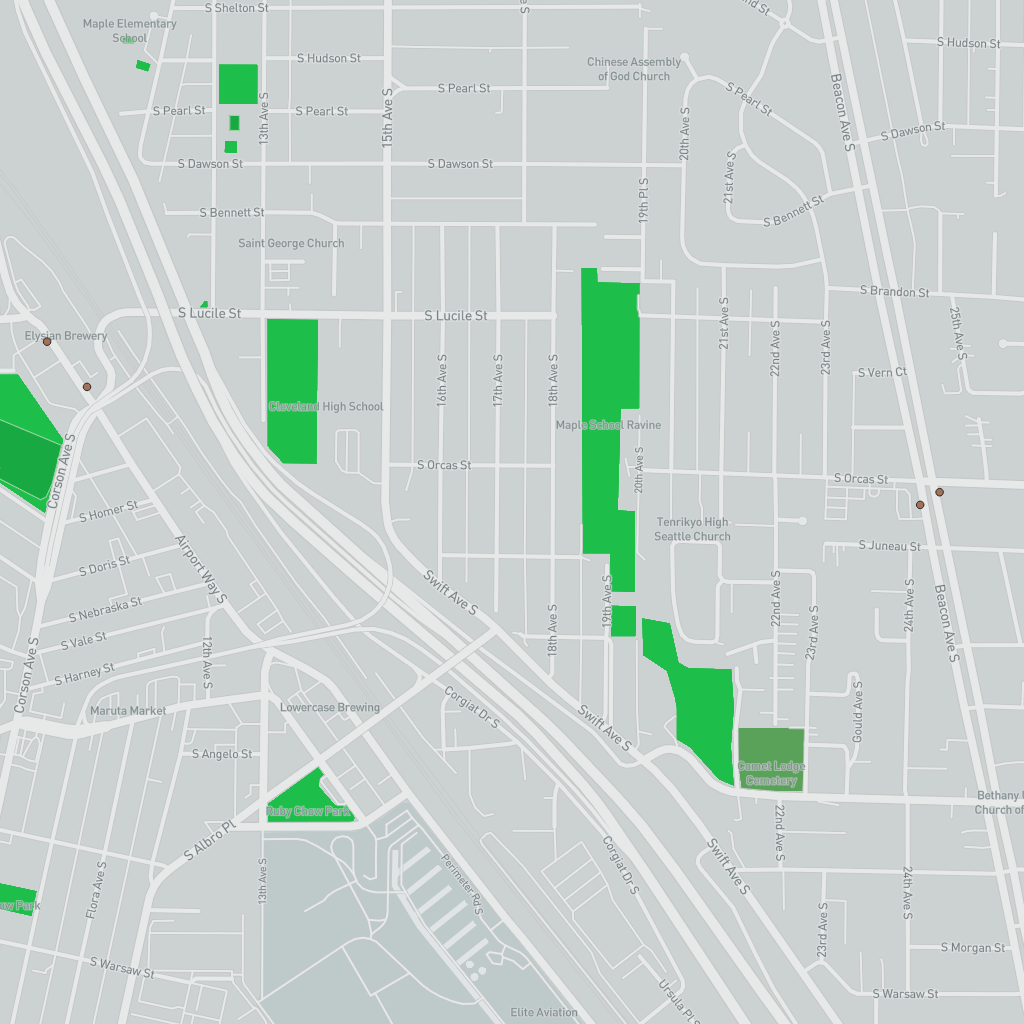 S Shelton St
S
nd St
Maple Elementary
School
S Hudson St
S Hudson St
Chinese Assembly
of God Church
S Pearl St
S Pearl St
S Pearl St
S Pearl St
13th Ave S
15th Ave S
20th Ave S
Beacon Ave S
S Dawson St
S Dawson St
S Dawson St
21st Ave S
19th Pl S
S Bennett St
S Bennett St
Saint George Church
S Brandon St
S Lucile St
S Lucile St
Elysian Brewery
21st Ave S
22nd Ave S
23rd Ave S
25th Ave S
16th Ave S
17th Ave S
18th Ave S
S Vern Ct
Cleveland High School
Maple School Ravine
Corson Ave S
S Orcas St
20th Ave S
S Orcas St
S Homer St
Tenrikyo High
Seattle Church
S Juneau St
Airport Way S
S Doris St
Swift Ave S
19th Ave S
22nd Ave S
24th Ave S
Beacon Ave S
S Nebraska St
18th Ave S
23rd Ave S
S Vale St
12th Ave S
S Harney St
Corson Ave S
Maruta Market
Lowercase Brewing
Corgiat Dr S
Swift Ave S
Gould Ave S
S Angelo St
Comet Lodge
Cemetery
Ruby Chow Park
Bethany
Church of
S Albro Pl
22nd Ave S
Flora Ave S
13th Ave S
Perimeter Rd S
Corgiat Dr S
Swift Ave S
24th Ave S
ow Park
23rd Ave S
S Morgan St
S Warsaw St
S Warsaw St
Ursula Pl S
Elite Aviation